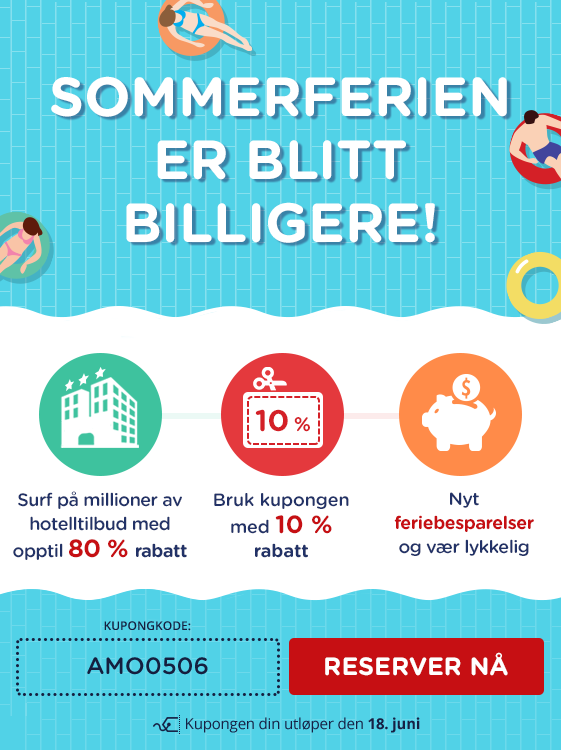 SOMMERFERIEN
ER BLITT
BILLIGERE!
$
10 %
Surf på millioner av
hotelltilbud med
opptil 80 % rabatt
Bruk kupongen
med 10 %
rabatt
Nyt
feriebesparelser
og vær lykkelig
KUPONGKODE:
AMO0506
RESERVER NÅ
Kupongen din utløper den 18. juni